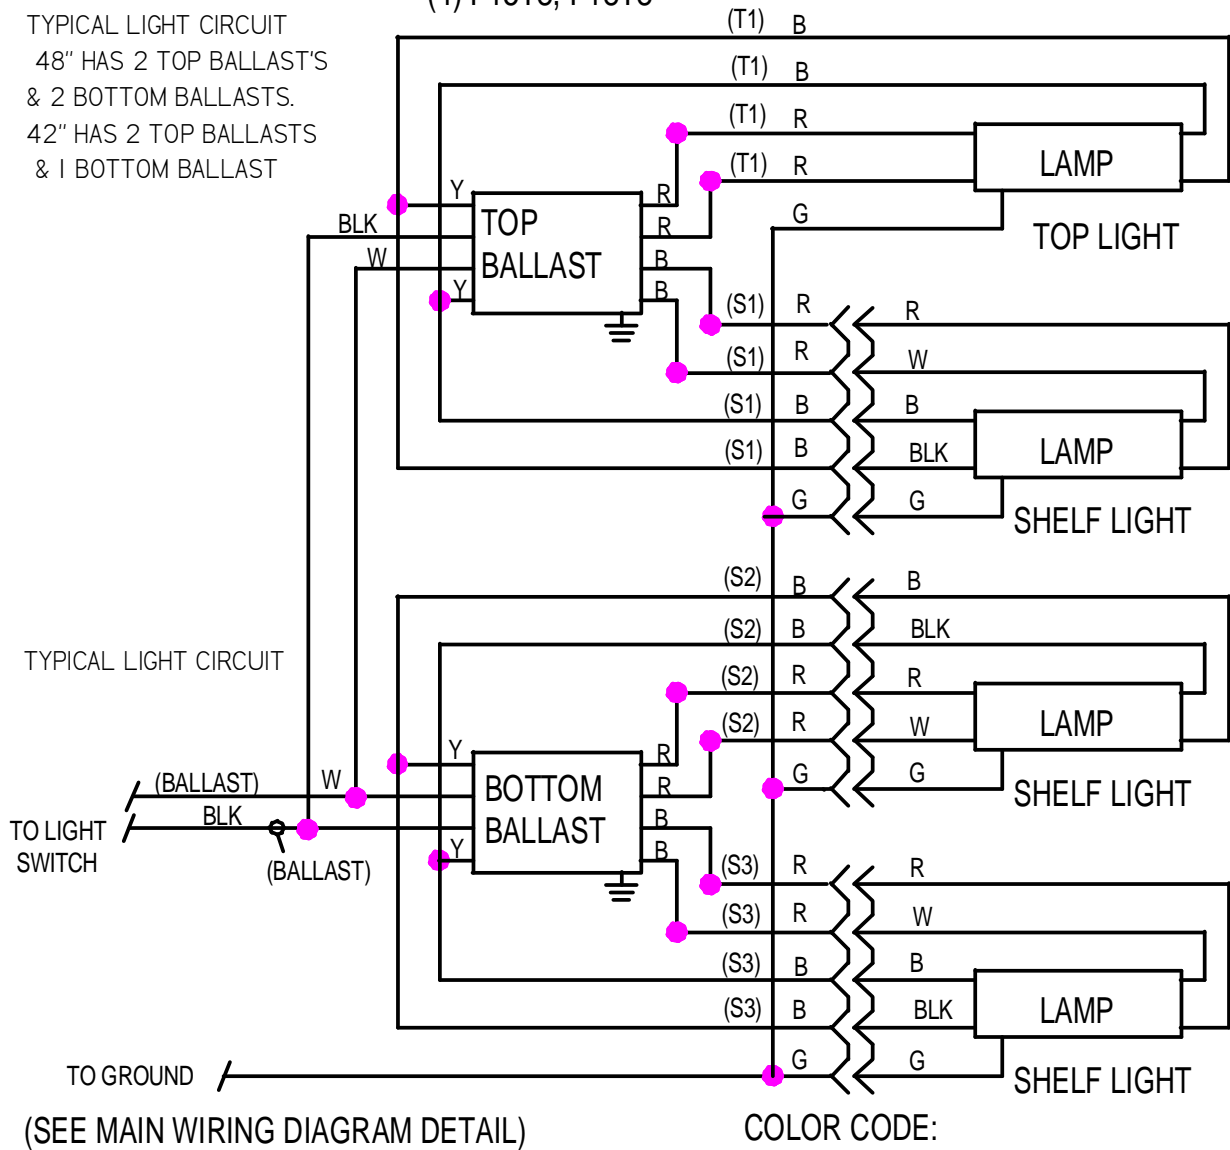 TYPICAL LIGHT CIRCUIT
48" HAS 2 TOP BALLAST'S
& 2 BOTTOM BALLASTS.
42" HAS 2 TOP BALLASTS
& 1 BOTTOM BALLAST
(T1) B
(T1) B
(T1) R
(T1) R
G
LAMP
TOP LIGHT
Y
BLK
W
Y
TOP
BALLAST
R
R
B
B
(S1) R R
(S1) R W
(S1) B B
(S1) B BLK
G G
LAMP
SHELF LIGHT
(S2) B B
(S2) B BLK
(S2) R R
(S2) R W
G G
LAMP
SHELF LIGHT
TYPICAL LIGHT CIRCUIT
(BALLAST) W
BLK
TO LIGHT
SWITCH
(BALLAST)
Y
Y
BOTTOM
BALLAST
R
R
B
B
(S3) R R
(S3) R W
(S3) B B
(S3) B BLK
G G
LAMP
SHELF LIGHT
TO GROUND
(SEE MAIN WIRING DIAGRAM DETAIL)
COLOR CODE: